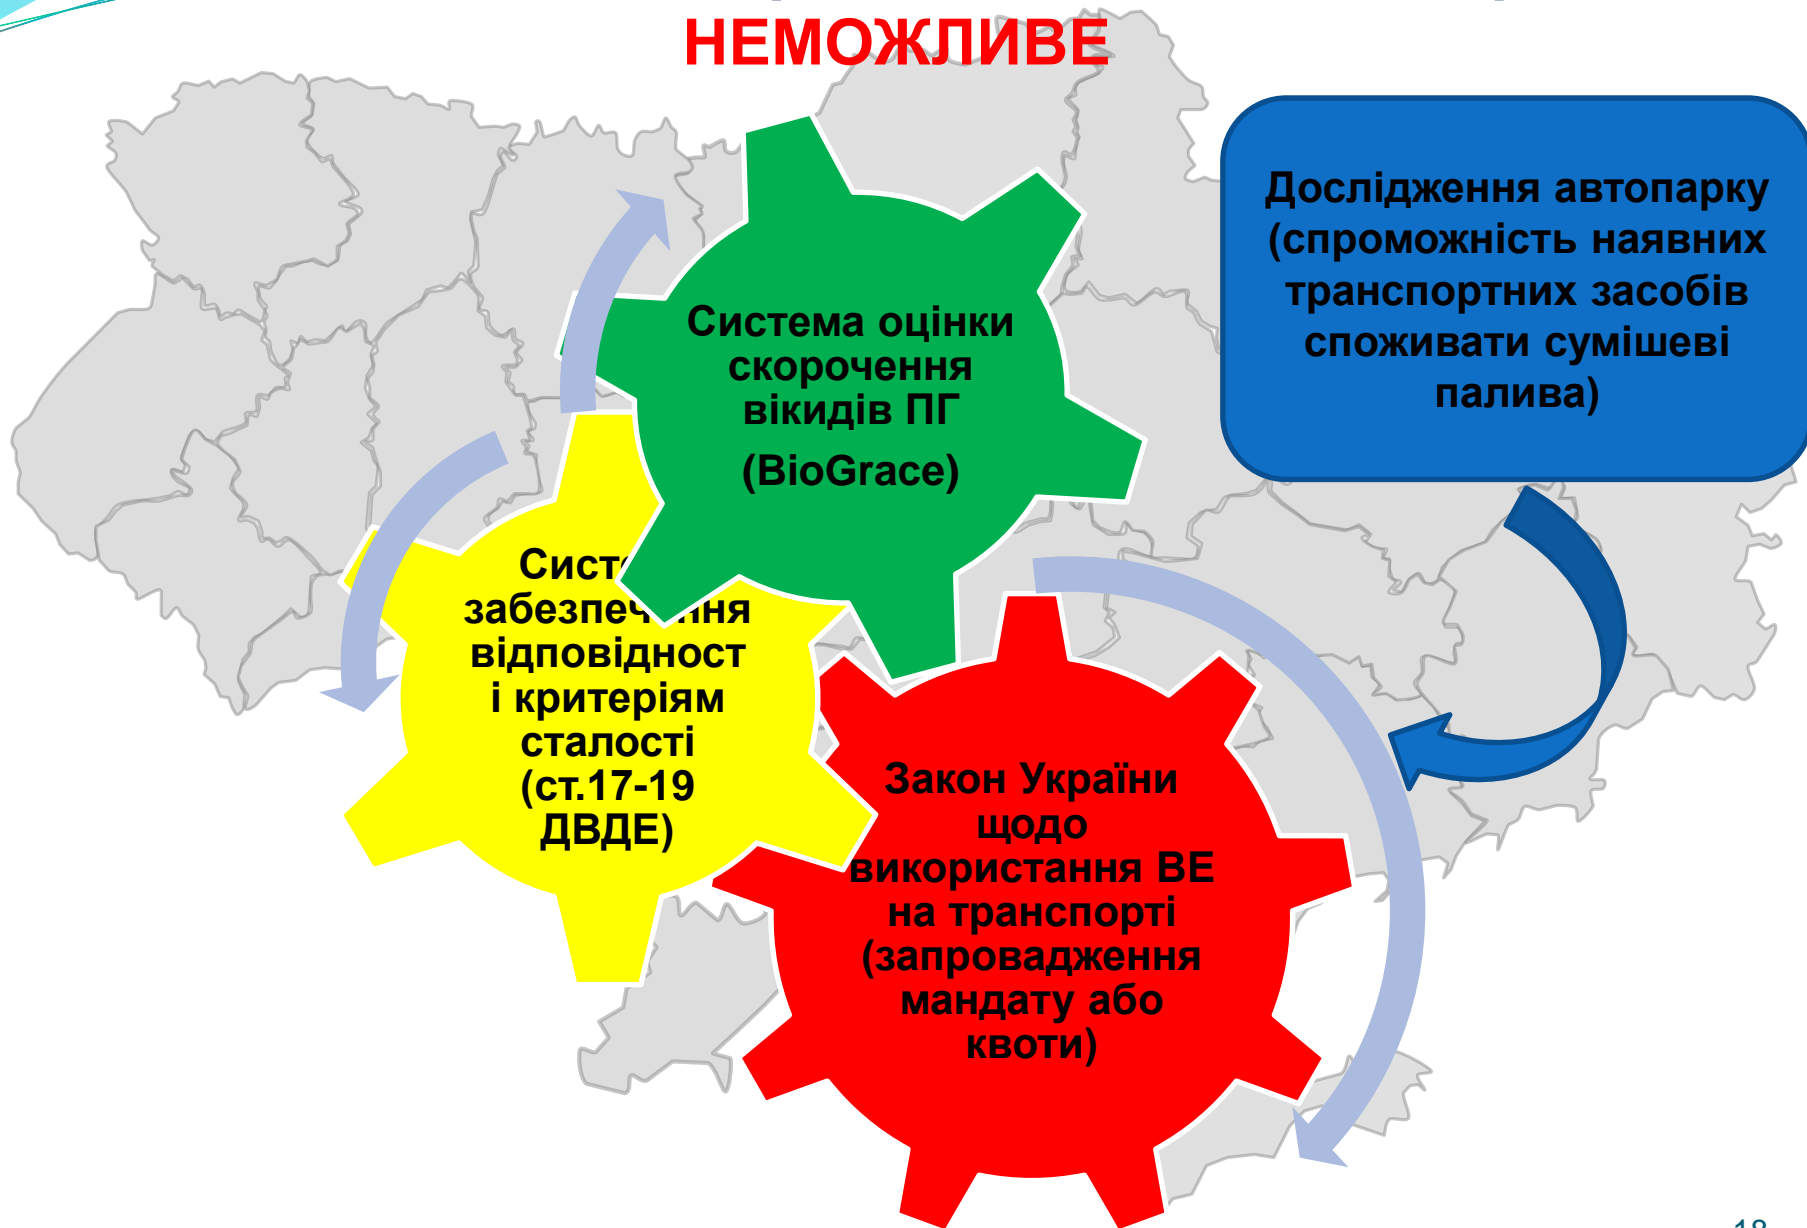 НЕМОЖЛИВЕ
Дослідження автопарку
(спроможність наявних
транспортних засобів
споживати сумішеві
палива)
Система оцінки
скорочення
вікидів ПГ
(BioGrace)
відповідност
і критеріям
сталості
(ст.17-19
ДВДЕ)
Закон України
щодо
використання ВЕ
на транспорті
(запровадження
мандату або
квоти)
18